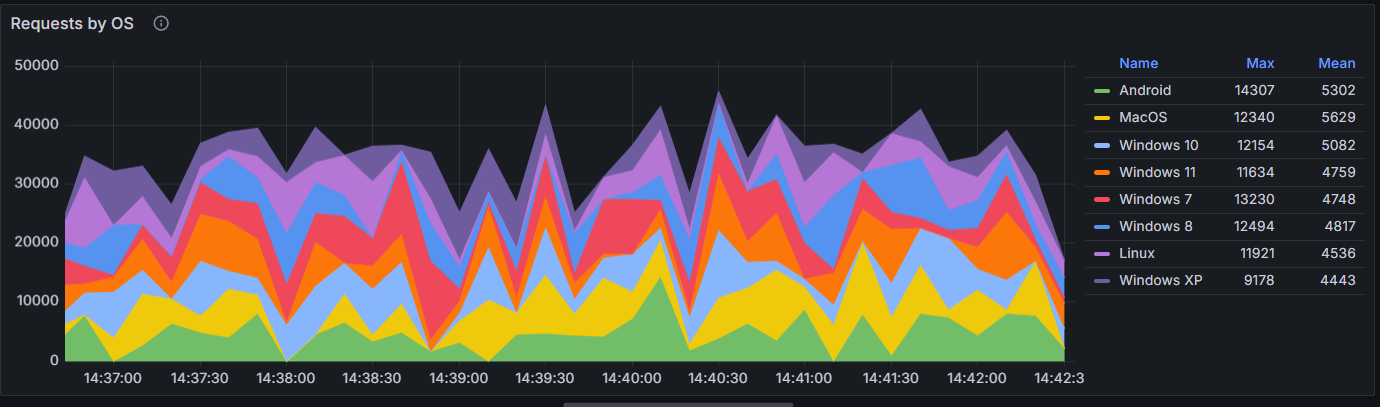 Requests by OS
50000
40000
30000
20000
10000
0
14:37:00 14:37:30 14:38:00 14:38:30 14:39:00 14:39:30 14:40:00 14:40:30 14:41:00 14:41:30 14:42:00 14:42:3
Name Max Mean
Android 14307 5302
MacOS 12340 5629
Windows 10 12154 5082
Windows 11 11634 4759
Windows 7 13230 4748
Windows 8 12494 4817
Linux 11921 4536
Windows XP 9178 4443